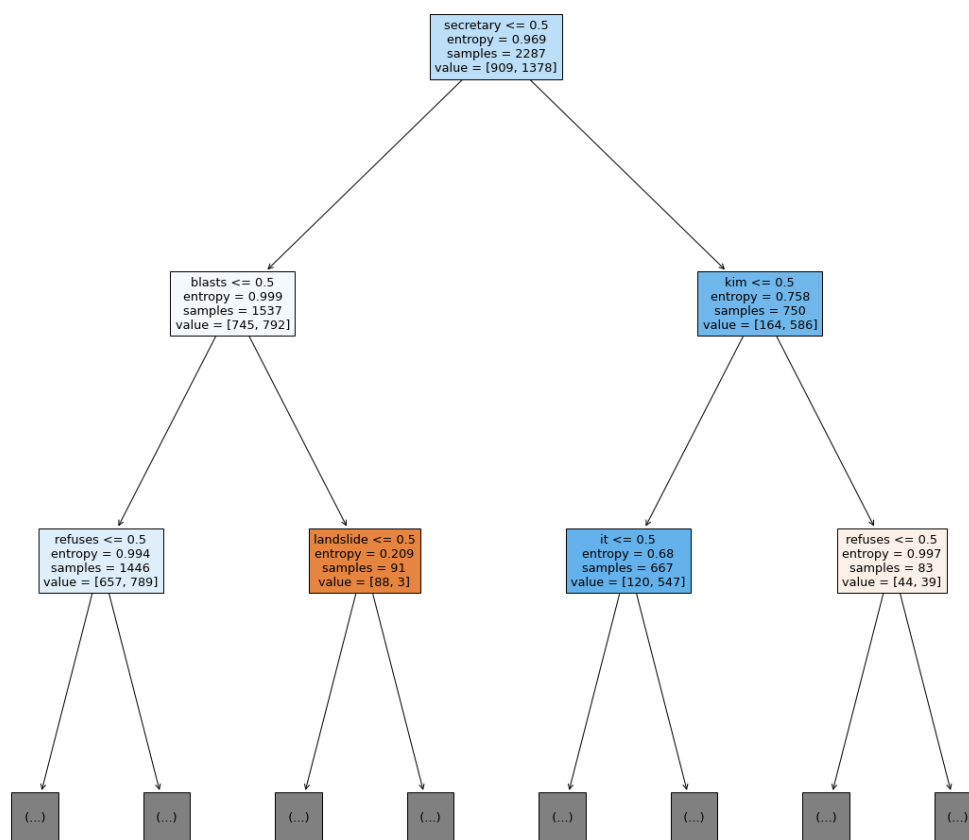 secretary <= 0.5
entropy = 0.969
samples = 2287
value = [909, 1378]
blasts <= 0.5
entropy = 0.999
samples = 1537
value = [745, 792]
kim <= 0.5
entropy = 0.758
samples = 750
value = [164, 586]
refuses <= 0.5
entropy = 0.994
samples = 1446
value = [657, 789]
landslide <= 0.5
entropy = 0.209
samples = 91
value = [88, 3]
it <= 0.5
entropy = 0.68
samples = 667
value = [120, 547]
refuses <= 0.5
entropy = 0.997
samples = 83
value = [44, 39]
(...)
(...)
(...)
(...)
(...)
(...)
(...)
(...)